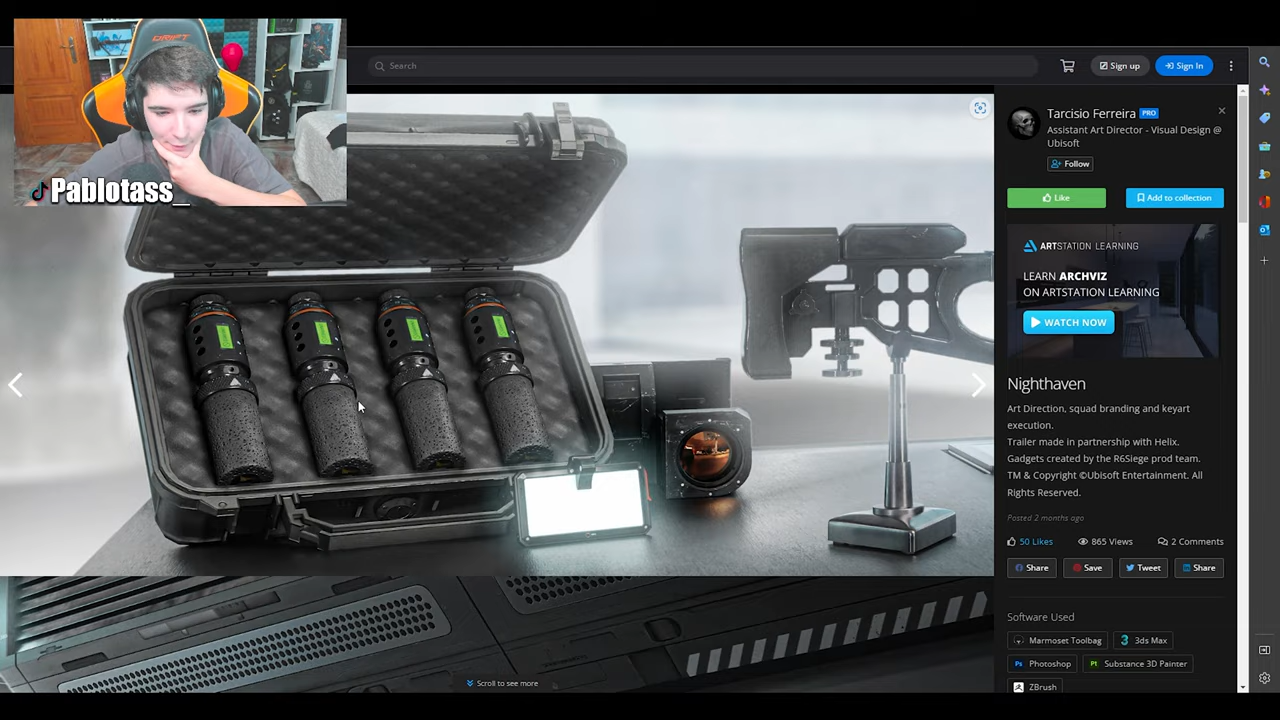 DRIFT
Pablotass_
Search
Sign up
Sign In
Tarcisio Ferreira PRO
Assistant Art Director - Visual Design @
Ubisoft
Follow
Like
Add to collection
ARTSTATION LEARNING
LEARN ARCHVIZ
ON ARTSTATION LEARNING
WATCH NOW
Nighthaven
Art Direction, squad branding and keyart
execution.
Trailer made in partnership with Helix.
Gadgets created by the R6Siege prod team.
TM & Copyright ©Ubisoft Entertainment. All
Rights Reserved.
Posted 2 months ago
50 Likes
865 Views
2 Comments
Share
Save
Tweet
Share
Software Used
Marmoset Toolbag
3ds Max
Ps Photoshop
Pt Substance 3D Painter
ZBrush
Scroll to see more